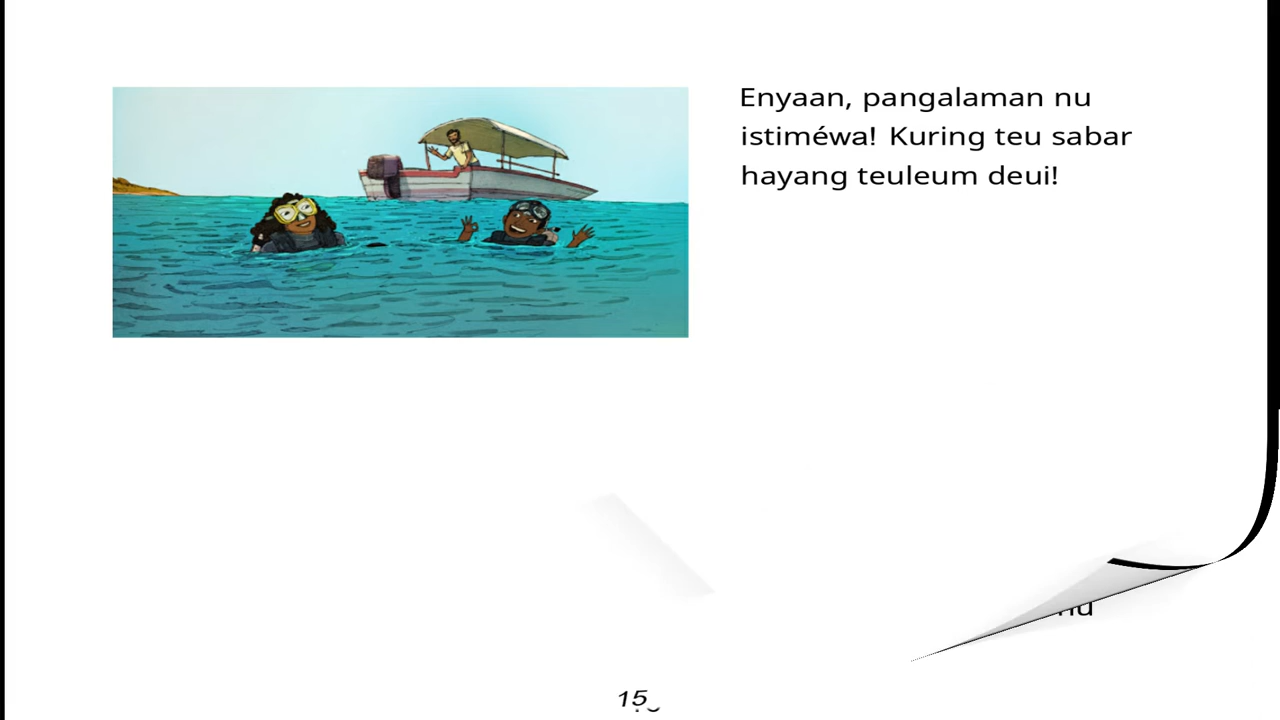 Enyaan, pangalaman nu
istiméwa! Kuring teu sabar
hayang teuleum deui!
15